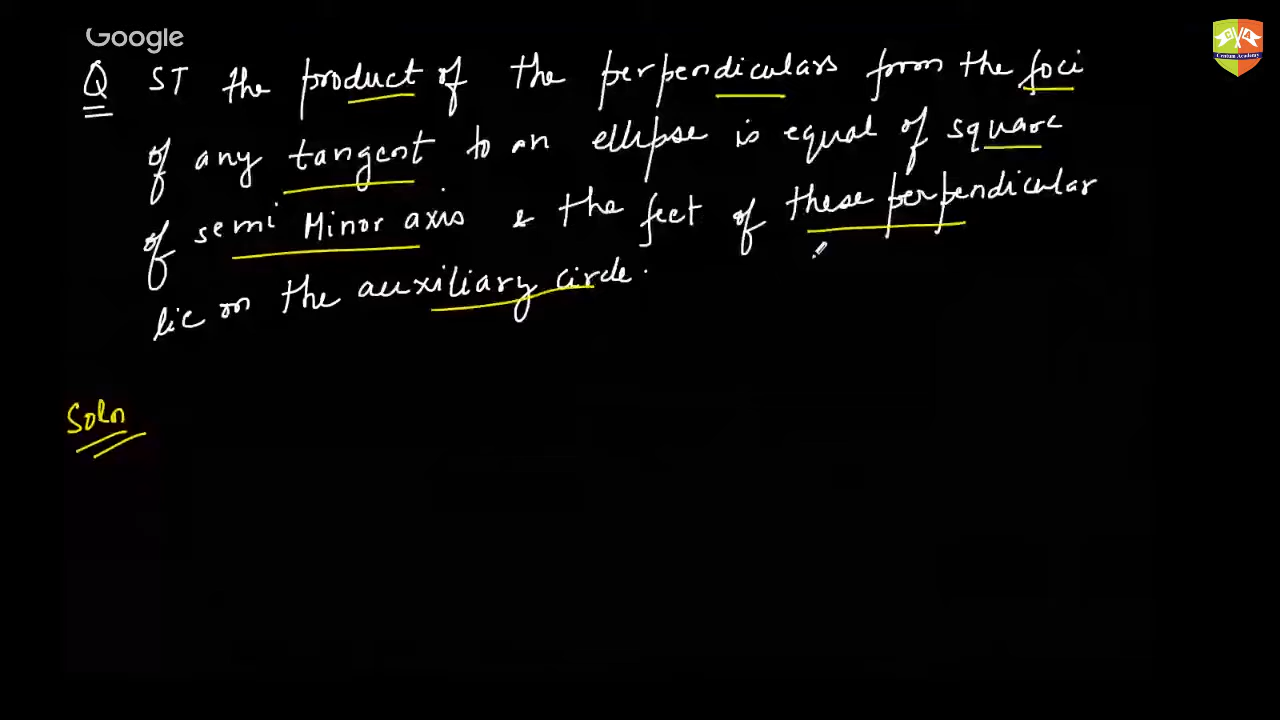 Google
Q ST the product of the perpendiculars from the foci
of any tangent to an ellipse is equal of square
of semi Minor axis & the feet of these perpendicular
lie on the auxiliary circle.
Soln